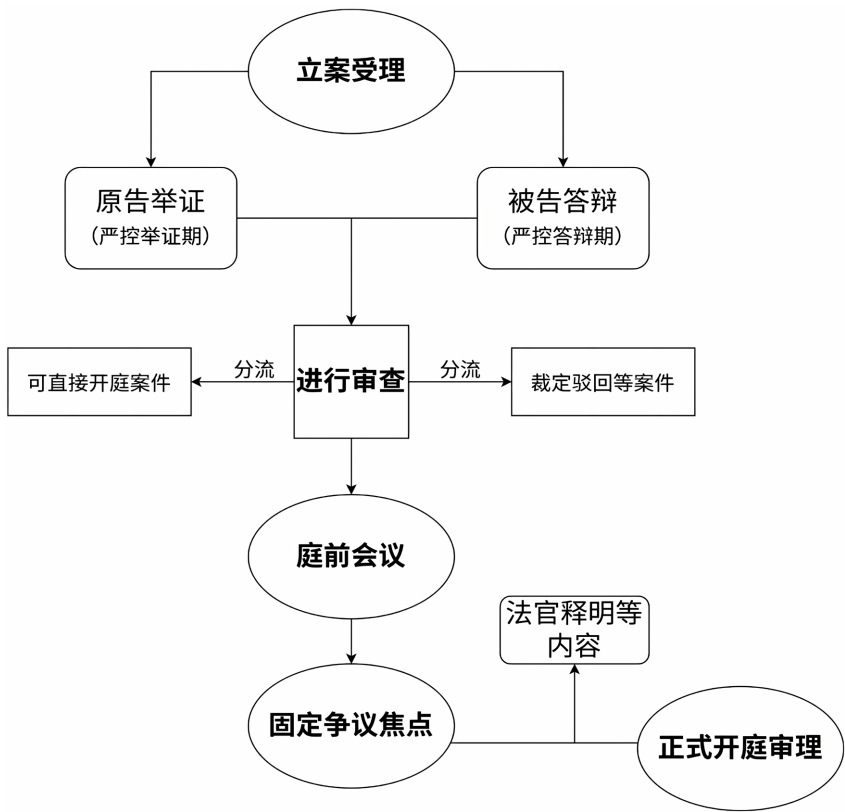 立案受理
原告举证
（严控举证期）
被告答辩
（严控答辩期）
可直接开庭案件
分流
进行审查
分流
裁定驳回等案件
庭前会议
法官释明等
内容
固定争议焦点
正式开庭审理